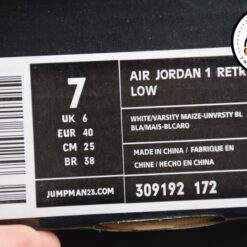 7
UK 6
EUR 40
CM 25
BR 38
JUMPMAN23.COM
AIR JORDAN 1 RETR
LOW
WHITE/VARSITY MAIZE-UNVRSTY BL
BLA/MAIS-BLCARO
MADE IN CHINA / FABRIQUE EN
CHINE / HECHO EN CHINA
309192 172